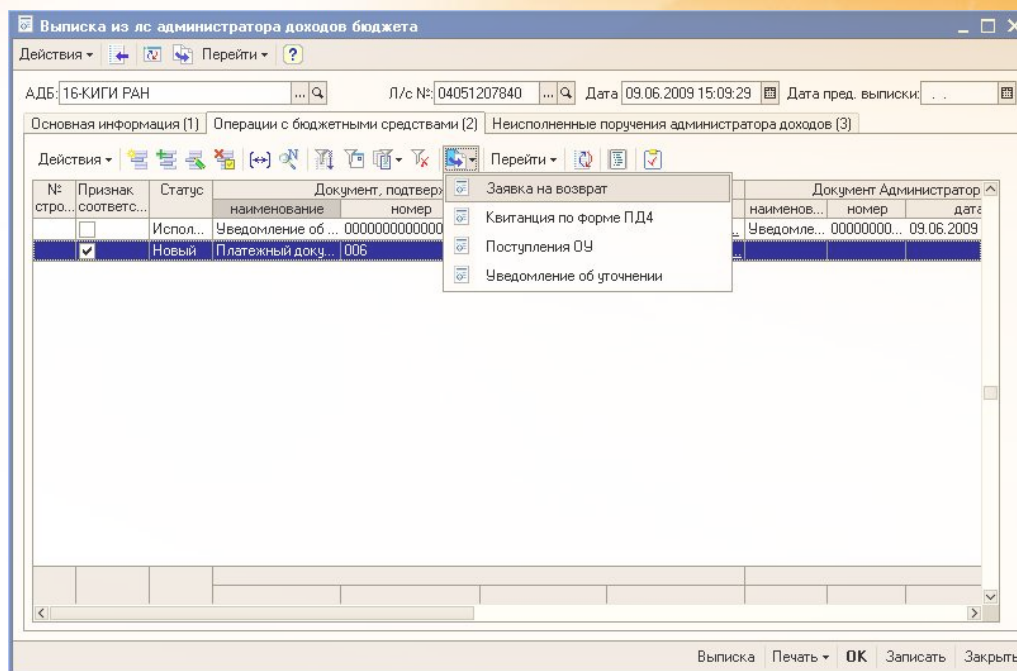 Выписка из лс администратора доходов бюджета
Действия Перейти ?
АДБ: 16-КИГИ РАН ... Л/с №: 04051207840 ... Дата 09.06.2009 15:09:29 Дата пред. выписки: . .
Основная информация (1) Операции с бюджетными средствами (2) Неисполненные поручения администратора доходов (3)
Действия Перейти
№ Признак Статус Документ, подтверж Документ Администратор
стро... соответс... наименование номер наименов... номер дата
Испол... Уведомление об ... 0000000000000 Уведомле... 00000000... 09.06.2009
Новый Платежный доку... 006
Заявка на возврат
Квитанция по форме ПД4
Поступления ОУ
Уведомление об уточнении
Выписка Печать OK Записать Закрыть